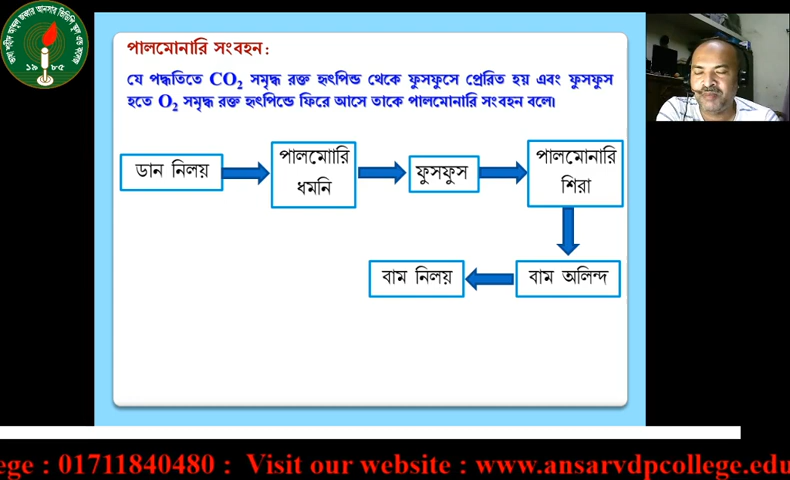 পালমোনারি সংবহন:
যে পদ্ধতিতে CO2 সমৃদ্ধ রক্ত হৃৎপিন্ড থেকে ফুসফুসে প্রেরিত হয় এবং ফুসফুস
হতে O2 সমৃদ্ধ রক্ত হৃৎপিন্ডে ফিরে আসে তাকে পালমোনারি সংবহন বলে।
ডান নিলয়
পালমোারি
ধমনি
ফুসফুস
পালমোনারি
শিরা
বাম নিলয়
বাম অলিন্দ
১৯৮৫
ege : 01711840480 : Visit our website : www.ansarvdpcollege.edu